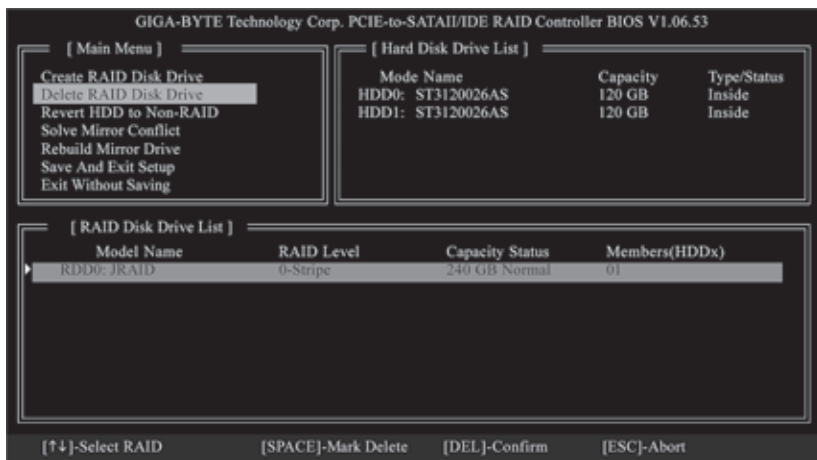 GIGA-BYTE Technology Corp. PCIE-to-SATAII/IDE RAID Controller BIOS V1.06.53
[ Main Menu ]
Create RAID Disk Drive
Delete RAID Disk Drive
Revert HDD to Non-RAID
Solve Mirror Conflict
Rebuild Mirror Drive
Save And Exit Setup
Exit Without Saving
[ Hard Disk Drive List ]
Mode Name Capacity Type/Status
HDD0: ST3120026AS 120 GB Inside
HDD1: ST3120026AS 120 GB Inside
[ RAID Disk Drive List ]
Model Name RAID Level Capacity Status Members(HDDx)
RDD0: JRAID 0-Stripe 240 GB Normal 01
[↑↓]-Select RAID [SPACE]-Mark Delete [DEL]-Confirm [ESC]-Abort